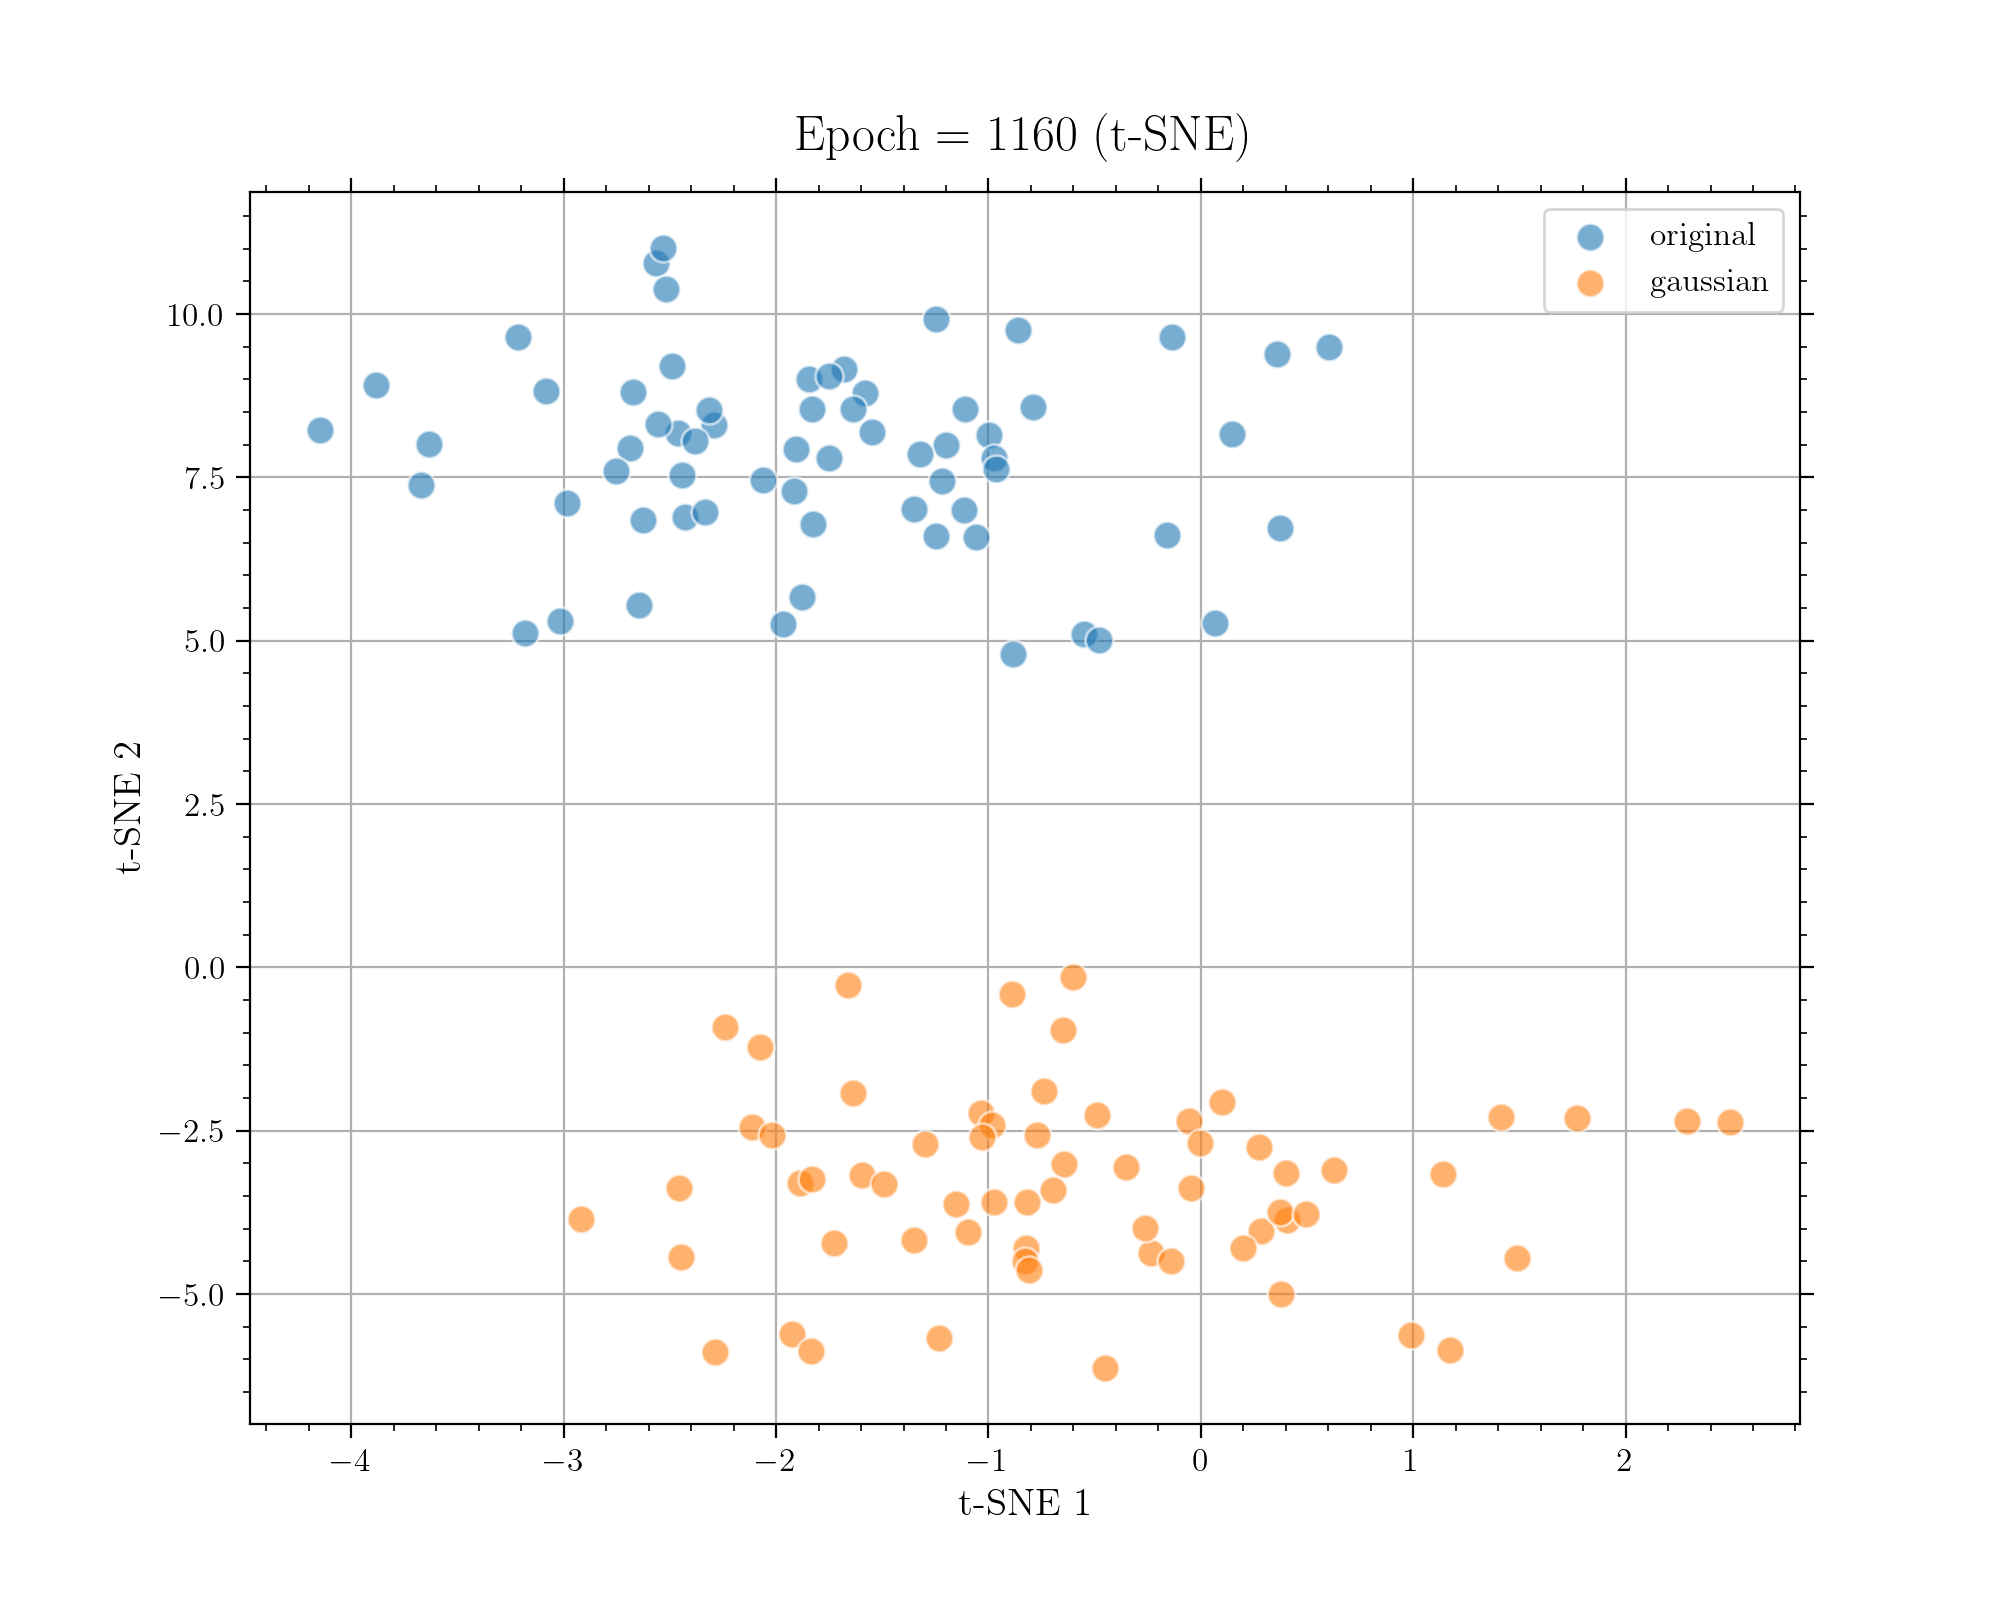 Epoch = 1160 (t-SNE)
original
gaussian
10.0
7.5
5.0
2.5
0.0
−2.5
−5.0
t-SNE 2
−4 −3 −2 −1 0 1 2
t-SNE 1